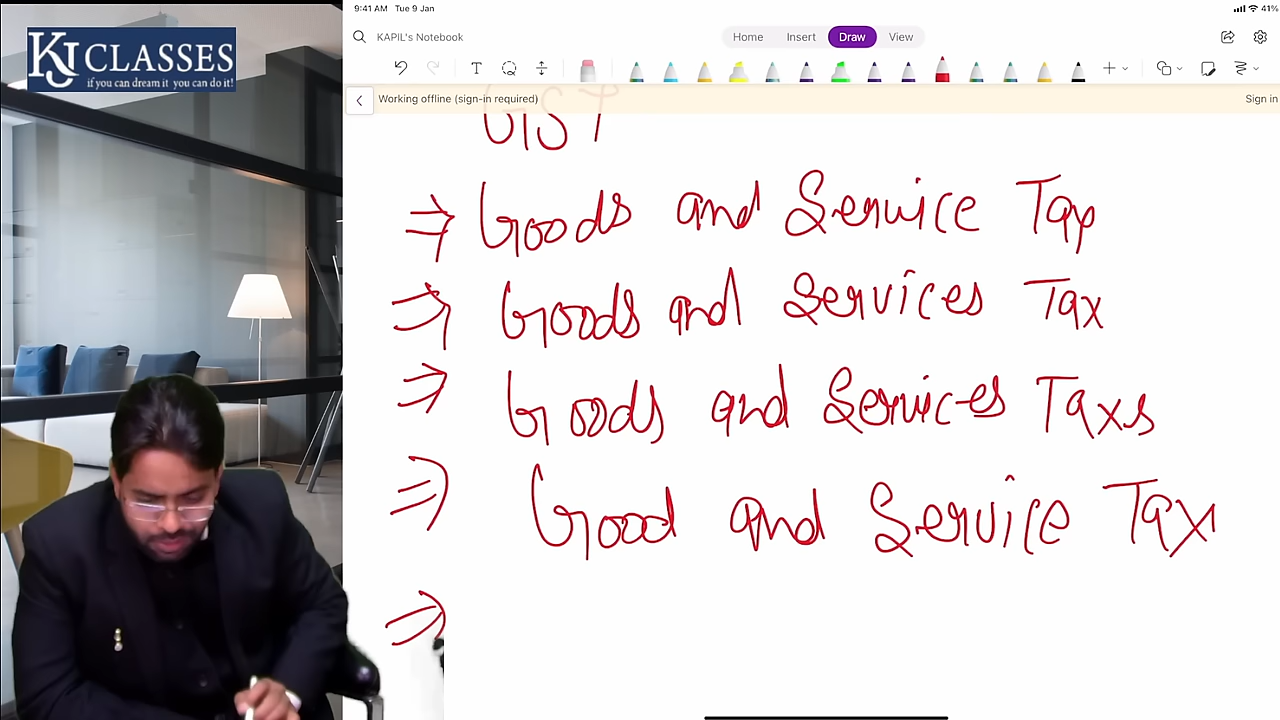 KJ CLASSES
if you can dream it you can do it!
9:41 AM Tue 9 Jan
41%
KAPIL's Notebook
Home Insert Draw View
Working offline (sign-in required)
Sign in
GST
⇒ Goods and Service Tax
⇒ Goods and Services Tax
⇒ Goods and Services Taxs
⇒ Good and Service Tax
⇒